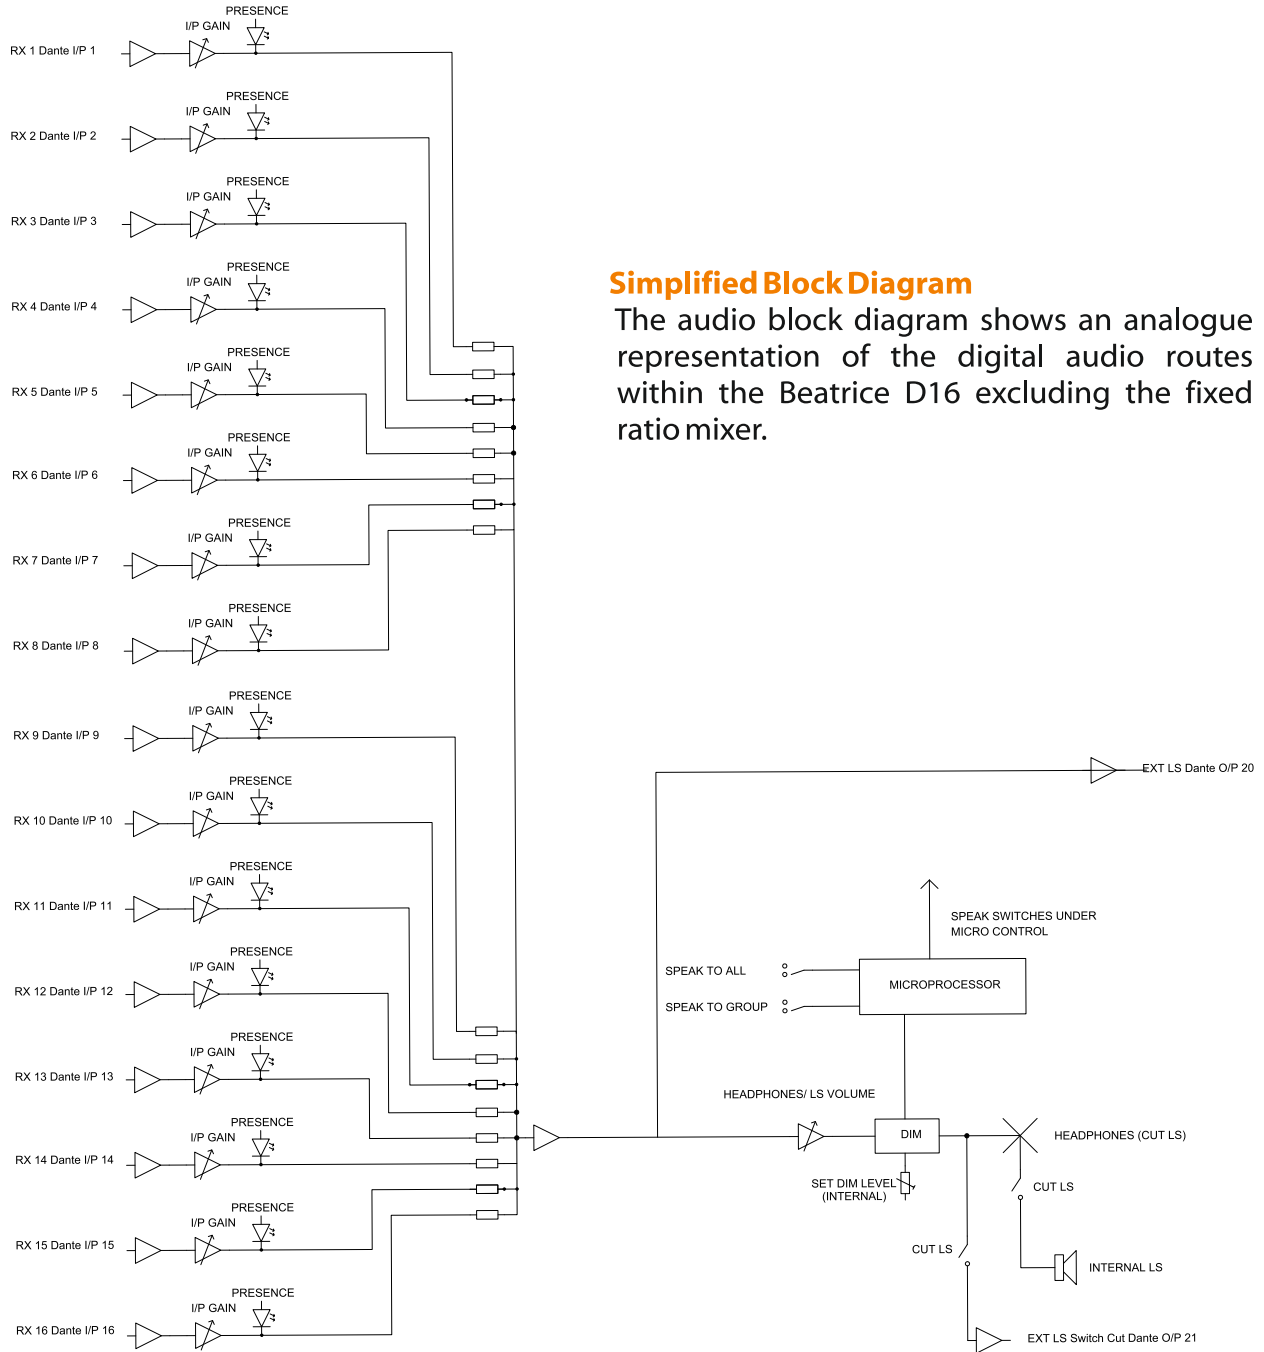 PRESENCE
I/P GAIN
RX 1 Dante I/P 1
PRESENCE
I/P GAIN
RX 2 Dante I/P 2
PRESENCE
I/P GAIN
RX 3 Dante I/P 3
PRESENCE
I/P GAIN
RX 4 Dante I/P 4
PRESENCE
I/P GAIN
RX 5 Dante I/P 5
PRESENCE
I/P GAIN
RX 6 Dante I/P 6
PRESENCE
I/P GAIN
RX 7 Dante I/P 7
PRESENCE
I/P GAIN
RX 8 Dante I/P 8
PRESENCE
I/P GAIN
RX 9 Dante I/P 9
PRESENCE
I/P GAIN
RX 10 Dante I/P 10
PRESENCE
I/P GAIN
RX 11 Dante I/P 11
PRESENCE
I/P GAIN
RX 12 Dante I/P 12
PRESENCE
I/P GAIN
RX 13 Dante I/P 13
PRESENCE
I/P GAIN
RX 14 Dante I/P 14
PRESENCE
I/P GAIN
RX 15 Dante I/P 15
PRESENCE
I/P GAIN
RX 16 Dante I/P 16
Simplified Block Diagram
The audio block diagram shows an analogue
representation of the digital audio routes
within the Beatrice D16 excluding the fixed
ratio mixer.
EXT LS Dante O/P 20
SPEAK SWITCHES UNDER
MICRO CONTROL
SPEAK TO ALL
MICROPROCESSOR
SPEAK TO GROUP
HEADPHONES/ LS VOLUME
DIM
HEADPHONES (CUT LS)
SET DIM LEVEL
(INTERNAL)
CUT LS
CUT LS
INTERNAL LS
EXT LS Switch Cut Dante O/P 21